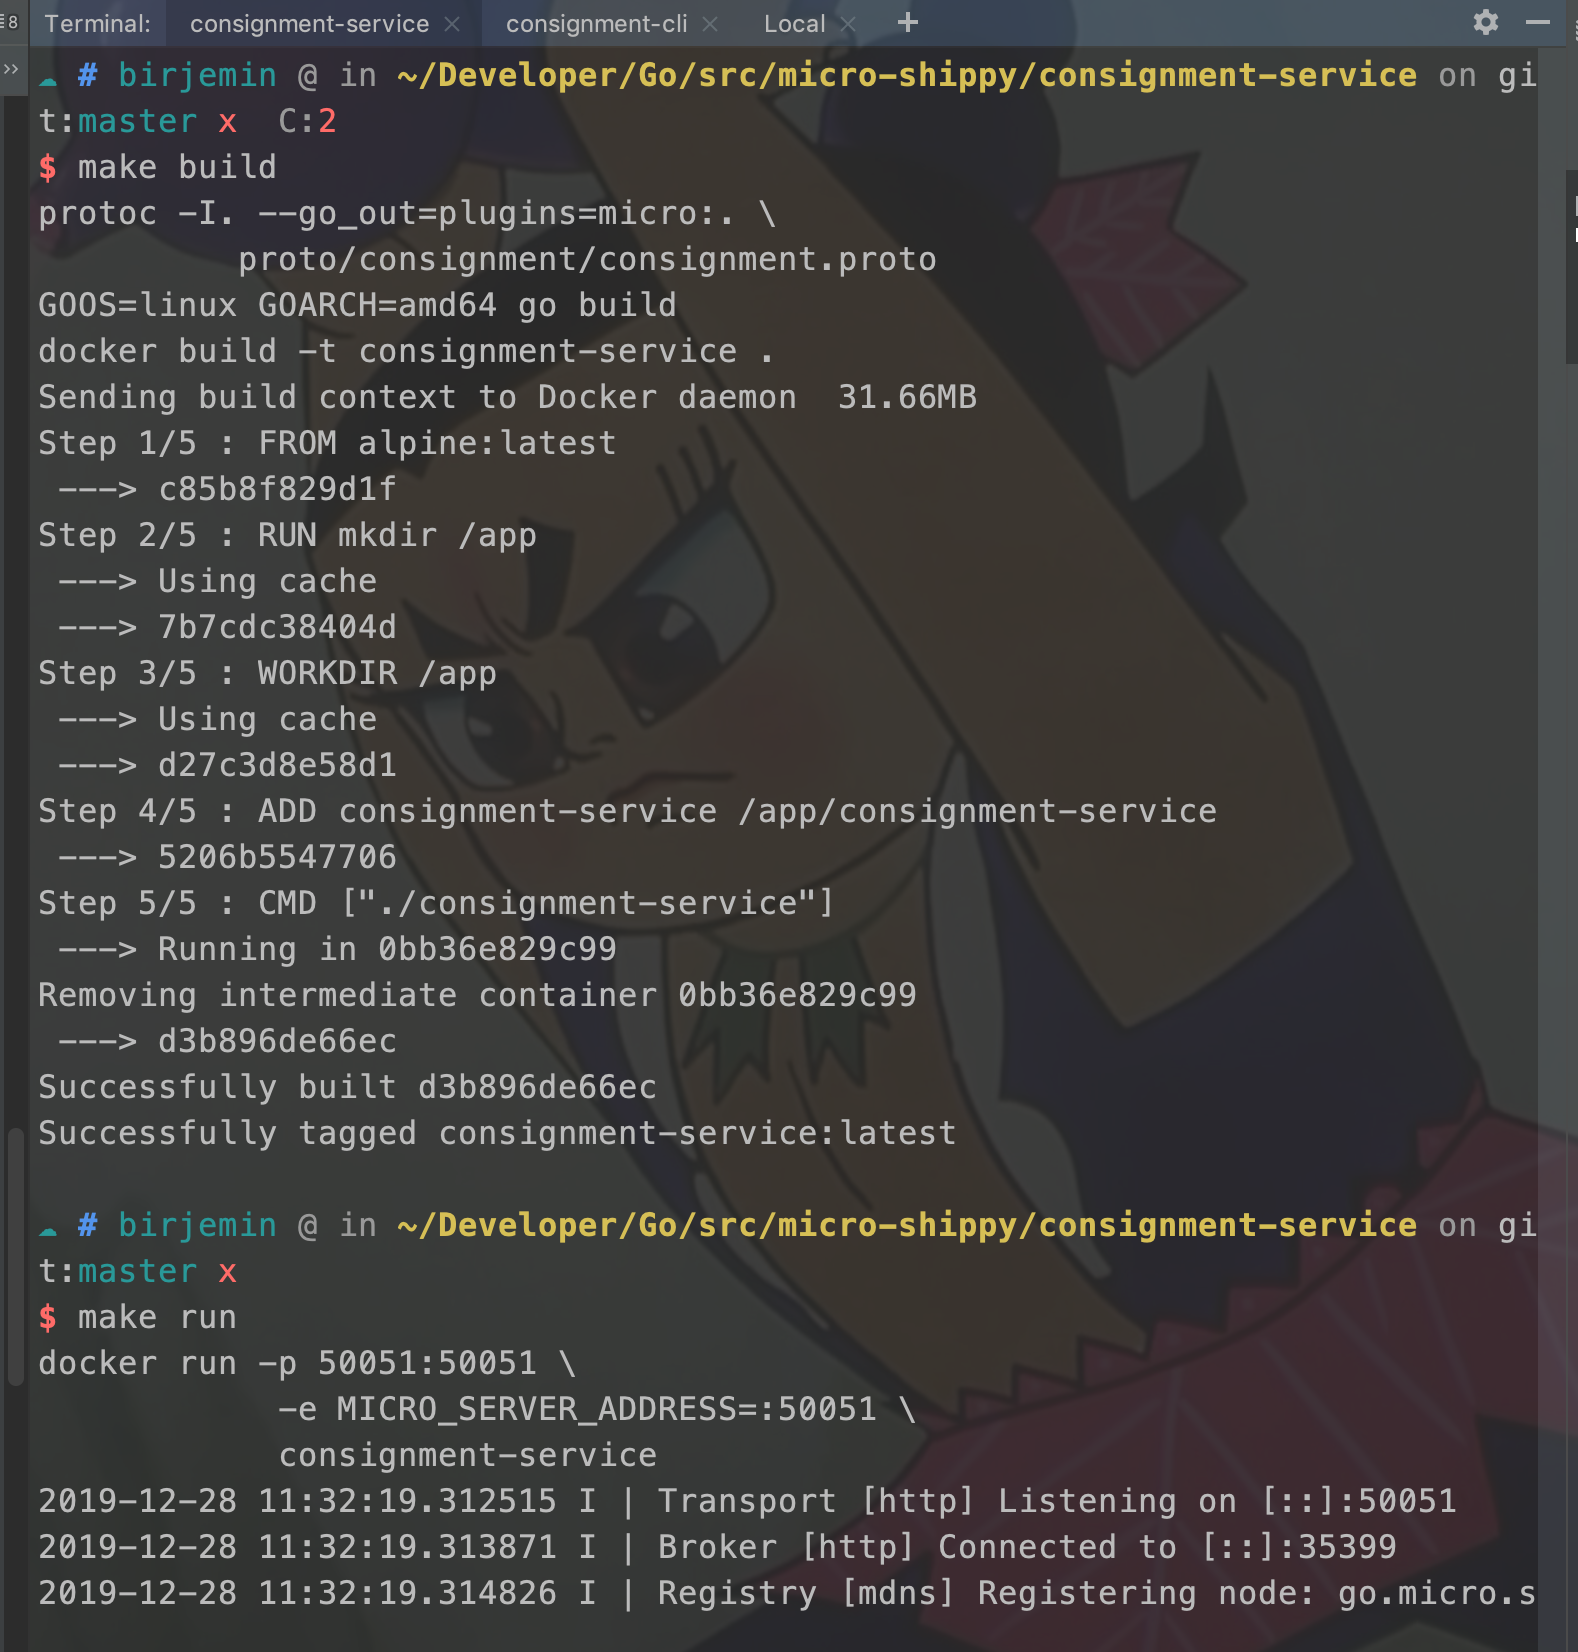 8
Terminal: consignment-service × consignment-cli × Local × +
>>
☁ # birjemin @ in ~/Developer/Go/src/micro-shippy/consignment-service on gi
t:master x  C:2
$ make build
protoc -I. --go_out=plugins=micro:. \
          proto/consignment/consignment.proto
GOOS=linux GOARCH=amd64 go build
docker build -t consignment-service .
Sending build context to Docker daemon  31.66MB
Step 1/5 : FROM alpine:latest
 ---> c85b8f829d1f
Step 2/5 : RUN mkdir /app
 ---> Using cache
 ---> 7b7cdc38404d
Step 3/5 : WORKDIR /app
 ---> Using cache
 ---> d27c3d8e58d1
Step 4/5 : ADD consignment-service /app/consignment-service
 ---> 5206b5547706
Step 5/5 : CMD ["./consignment-service"]
 ---> Running in 0bb36e829c99
Removing intermediate container 0bb36e829c99
 ---> d3b896de66ec
Successfully built d3b896de66ec
Successfully tagged consignment-service:latest
☁ # birjemin @ in ~/Developer/Go/src/micro-shippy/consignment-service on gi
t:master x
$ make run
docker run -p 50051:50051 \
            -e MICRO_SERVER_ADDRESS=:50051 \
            consignment-service
2019-12-28 11:32:19.312515 I | Transport [http] Listening on [::]:50051
2019-12-28 11:32:19.313871 I | Broker [http] Connected to [::]:35399
2019-12-28 11:32:19.314826 I | Registry [mdns] Registering node: go.micro.s